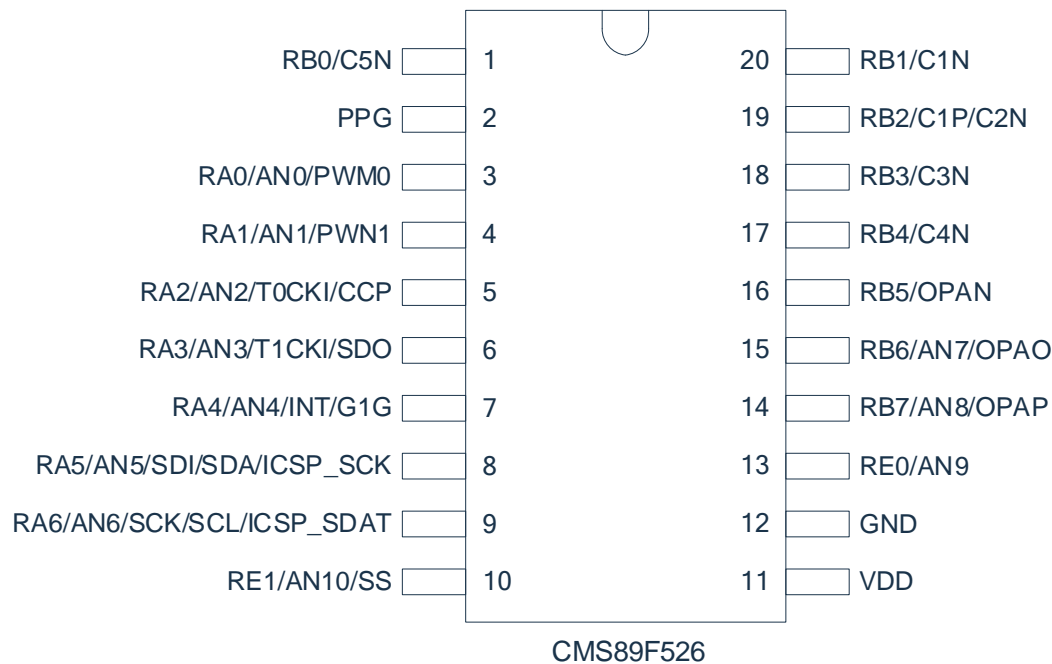 RB0/C5N 1 20 RB1/C1N
PPG 2 19 RB2/C1P/C2N
RA0/AN0/PWM0 3 18 RB3/C3N
RA1/AN1/PWN1 4 17 RB4/C4N
RA2/AN2/T0CKI/CCP 5 16 RB5/OPAN
RA3/AN3/T1CKI/SDO 6 15 RB6/AN7/OPAO
RA4/AN4/INT/G1G 7 14 RB7/AN8/OPAP
RA5/AN5/SDI/SDA/ICSP_SCK 8 13 RE0/AN9
RA6/AN6/SCK/SCL/ICSP_SDAT 9 12 GND
RE1/AN10/SS 10 11 VDD
CMS89F526